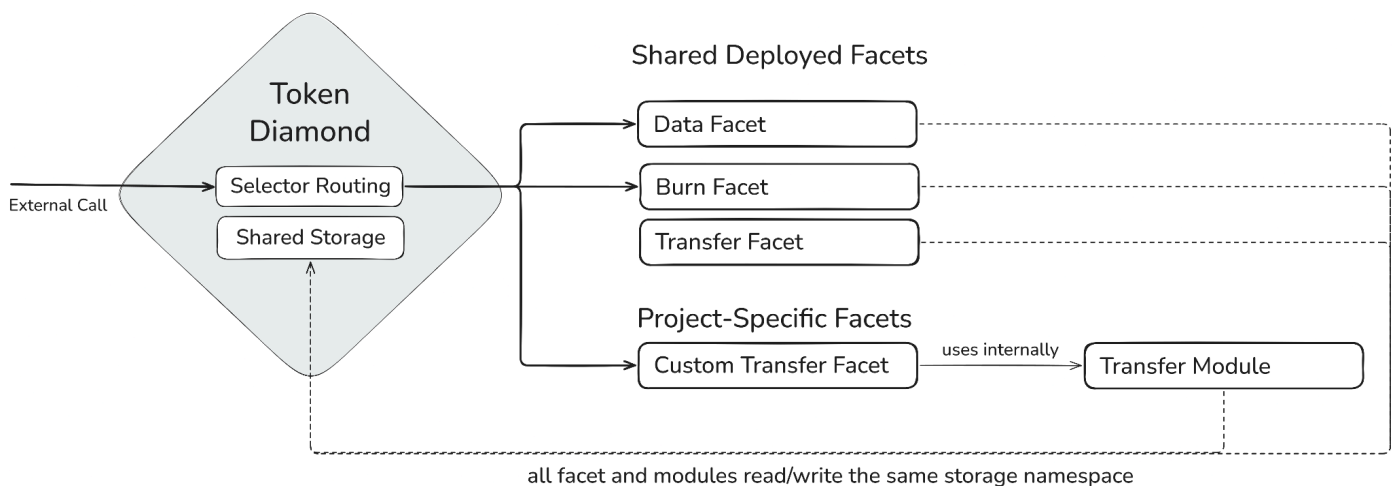 Shared Deployed Facets
Token
Diamond
Data Facet
Selector Routing
Burn Facet
External Call
Shared Storage
Transfer Facet
Project-Specific Facets
Custom Transfer Facet
uses internally
Transfer Module
all facet and modules read/write the same storage namespace